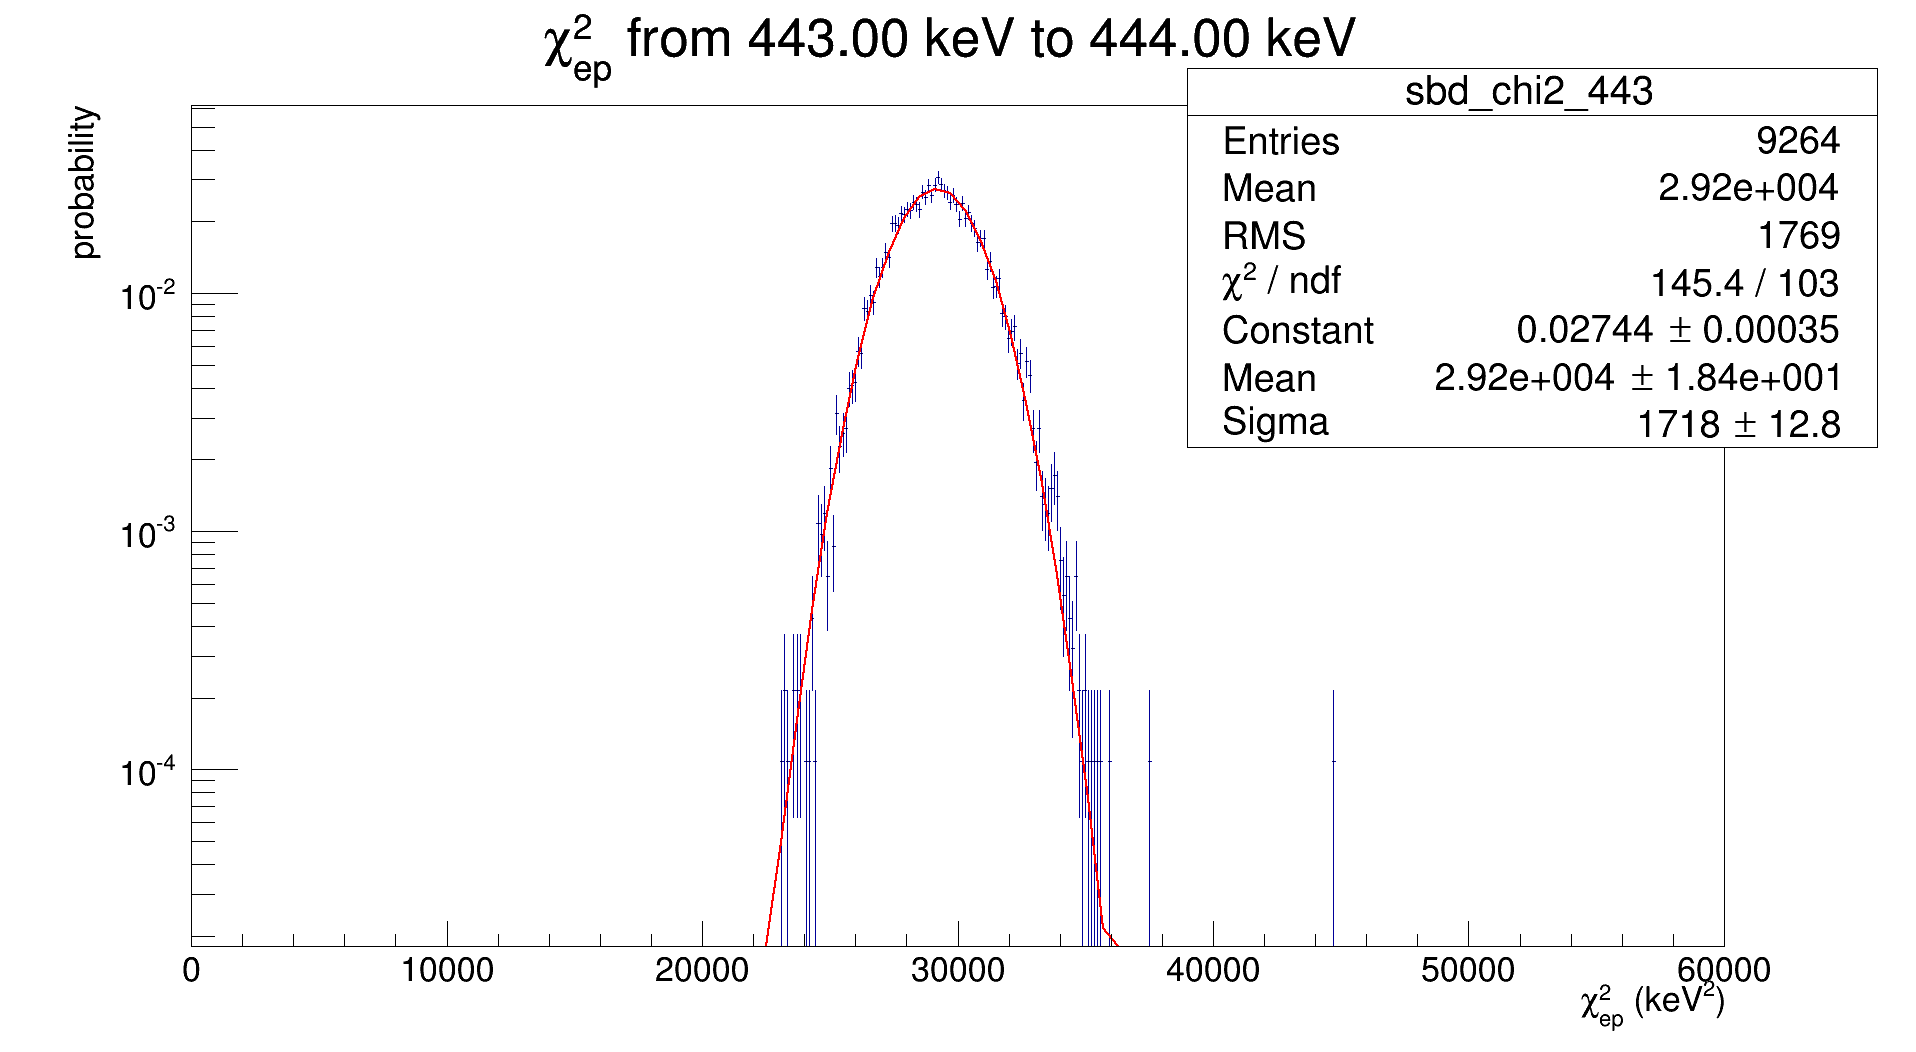 χ²ep from 443.00 keV to 444.00 keV
sbd_chi2_443
Entries 9264
Mean 2.92e+004
RMS 1769
χ² / ndf 145.4 / 103
Constant 0.02744 ± 0.00035
Mean 2.92e+004 ± 1.84e+001
Sigma 1718 ± 12.8
probability
10⁻²
10⁻³
10⁻⁴
0 10000 20000 30000 40000 50000 60000
χ²ep (keV²)